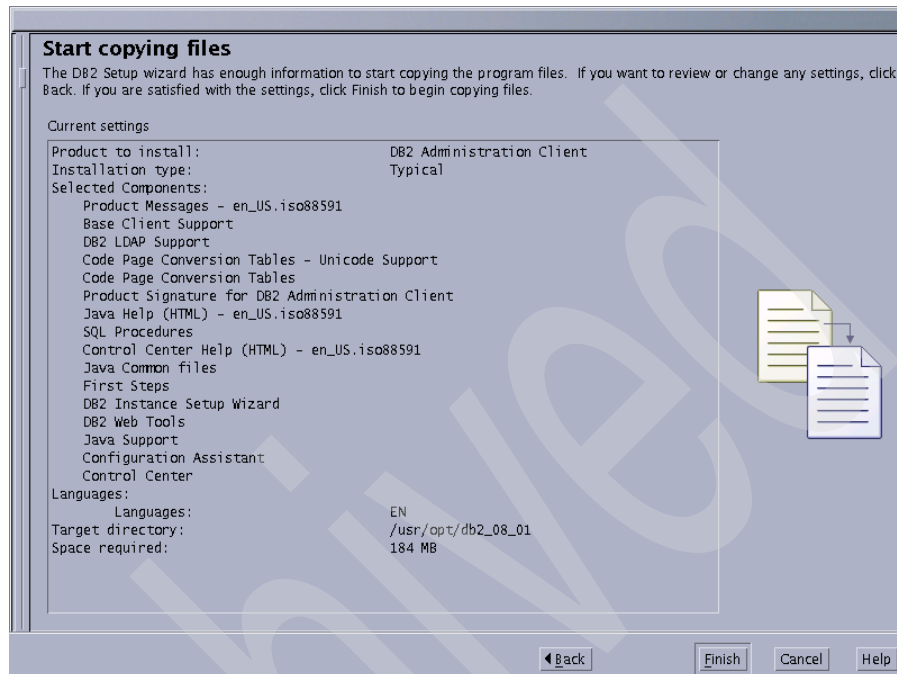 Start copying files
The DB2 Setup wizard has enough information to start copying the program files. If you want to review or change any settings, click
Back. If you are satisfied with the settings, click Finish to begin copying files.
Current settings
Product to install: DB2 Administration Client
Installation type: Typical
Selected Components:
Product Messages - en_US.iso88591
Base Client Support
DB2 LDAP Support
Code Page Conversion Tables - Unicode Support
Code Page Conversion Tables
Product Signature for DB2 Administration Client
Java Help (HTML) - en_US.iso88591
SQL Procedures
Control Center Help (HTML) - en_US.iso88591
Java Common files
First Steps
DB2 Instance Setup Wizard
DB2 Web Tools
Java Support
Configuration Assistant
Control Center
Languages:
Languages: EN
Target directory: /usr/opt/db2_08_01
Space required: 184 MB
Back Finish Cancel Help
hived